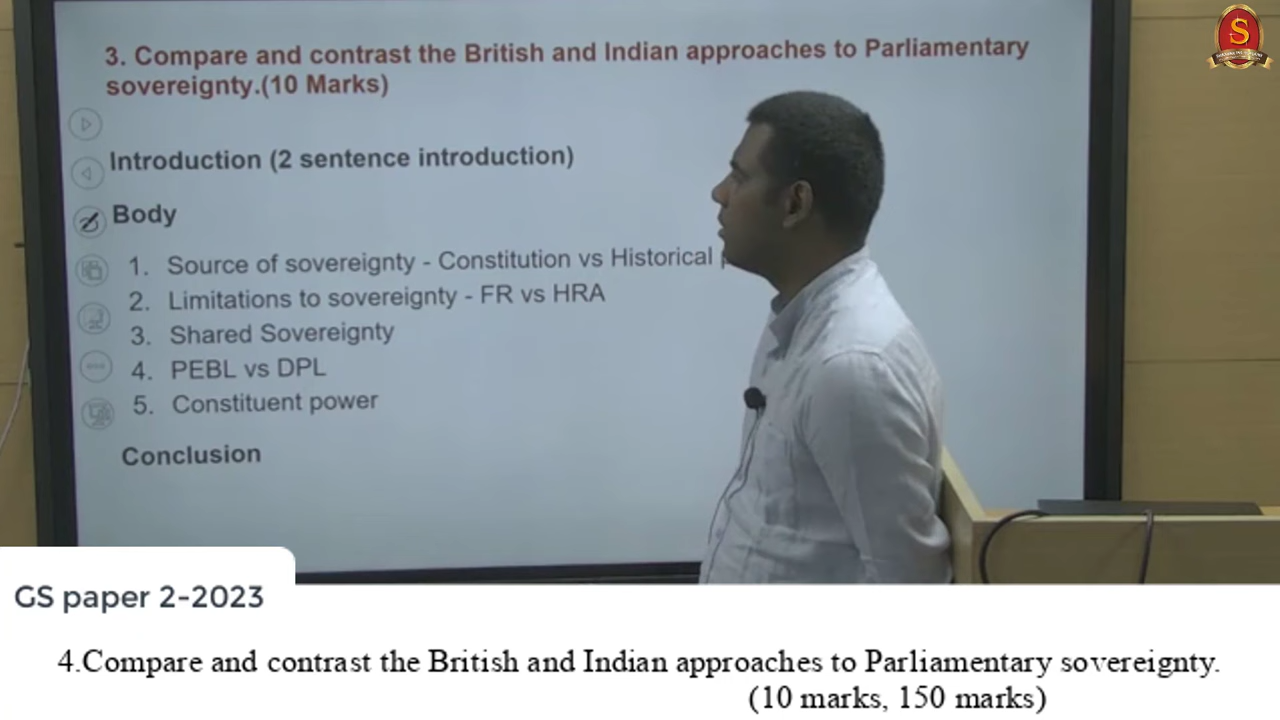 3. Compare and contrast the British and Indian approaches to Parliamentary
sovereignty.(10 Marks)
Introduction (2 sentence introduction)
Body
1. Source of sovereignty - Constitution vs Historical
2. Limitations to sovereignty - FR vs HRA
3. Shared Sovereignty
4. PEBL vs DPL
5. Constituent power
Conclusion
S
GS paper 2-2023
4.Compare and contrast the British and Indian approaches to Parliamentary sovereignty.
(10 marks, 150 marks)